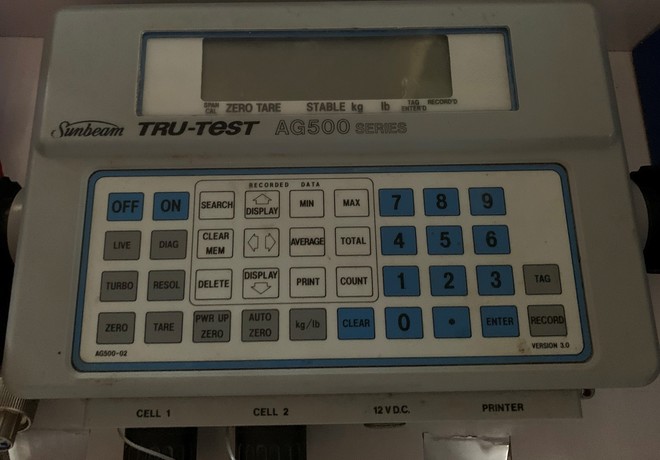 SPAN CAL ZERO TARE STABLE kg lb TAG ENTER'D RECORD'D
Sunbeam TRU-TEST AG500 SERIES
RECORDED DATA
OFF ON SEARCH DISPLAY MIN MAX 7 8 9
LIVE DIAG CLEAR MEM AVERAGE TOTAL 4 5 6
TURBO RESOL DELETE DISPLAY PRINT COUNT 1 2 3 TAG
ZERO TARE PWR UP ZERO AUTO ZERO kg/lb CLEAR 0 • ENTER RECORD
AG500-02 VERSION 3.0
CELL 1 CELL 2 12 V D.C. PRINTER